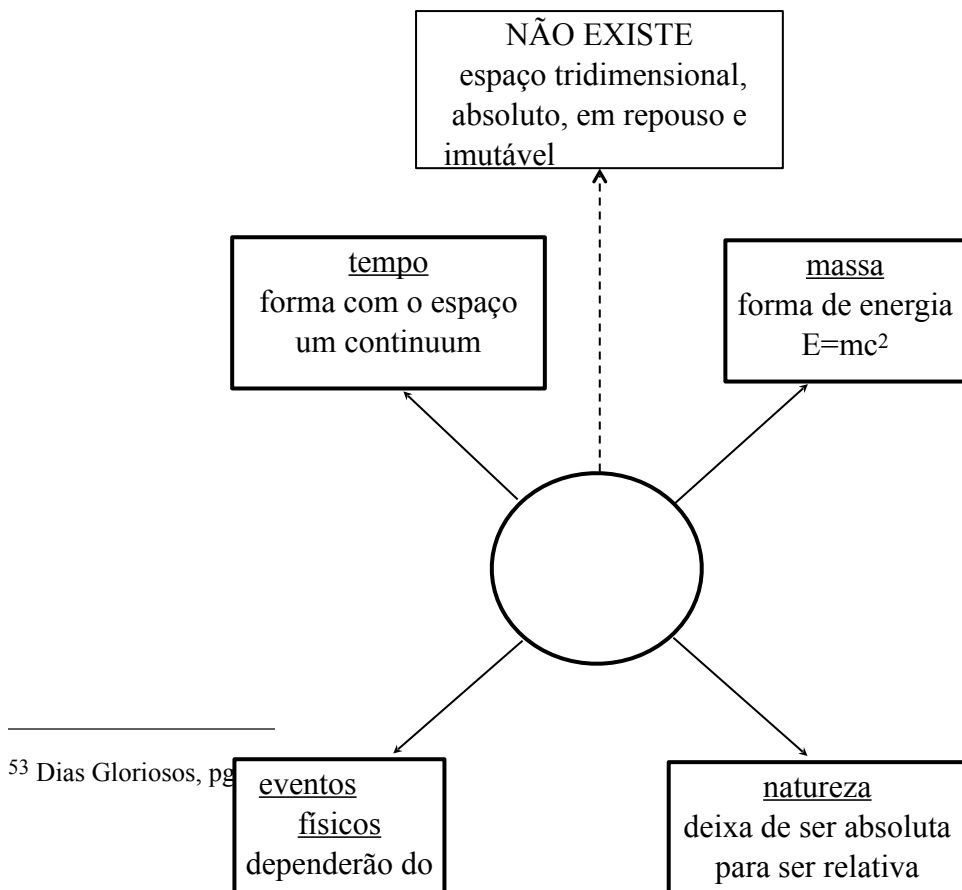 NÃO EXISTE
espaço tridimensional,
absoluto, em repouso e
imutável
tempo
forma com o espaço
um continuum
massa
forma de energia
E=mc²
53 Dias Gloriosos, pg
eventos
físicos
dependerão do
natureza
deixa de ser absoluta
para ser relativa